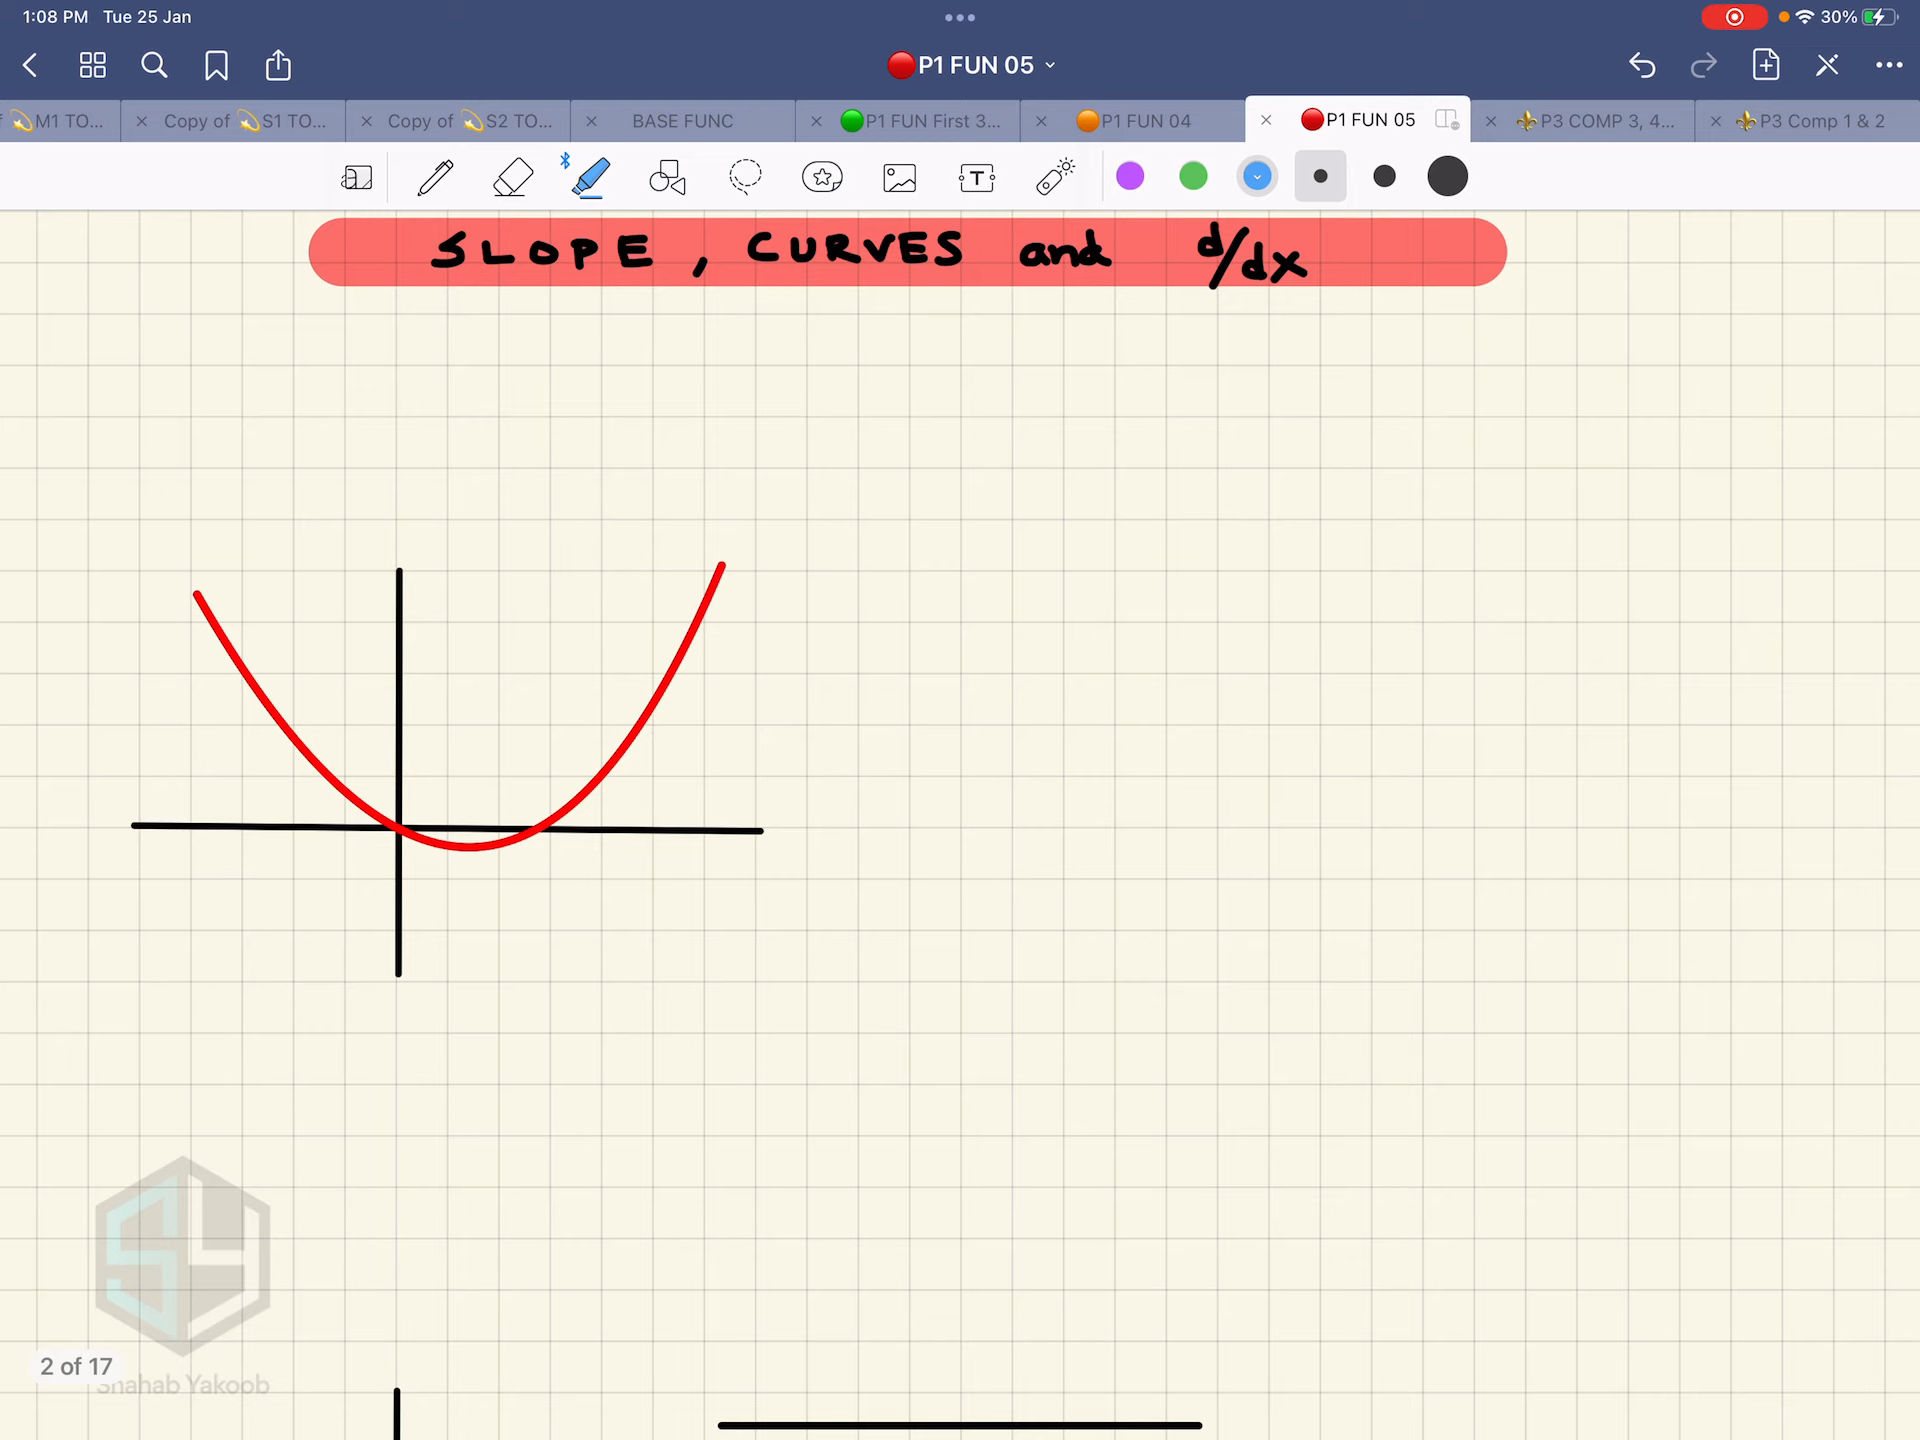 1:08 PM Tue 25 Jan
30%
P1 FUN 05
M1 TO...
Copy of S1 TO...
Copy of S2 TO...
BASE FUNC
P1 FUN First 3...
P1 FUN 04
P1 FUN 05
P3 COMP 3, 4...
P3 Comp 1 & 2
SLOPE, CURVES and d/dx
2 of 17
Shahab Yakoob